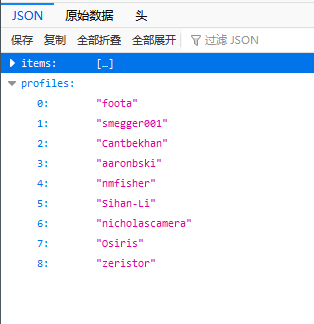 JSON 原始数据 头
保存 复制 全部折叠 全部展开 过滤 JSON
items: […]
profiles:
0: "foota"
1: "smegger001"
2: "Cantbekhan"
3: "aaronbski"
4: "nmfisher"
5: "Sihan-Li"
6: "nicholascamera"
7: "Osiris"
8: "zeristor"